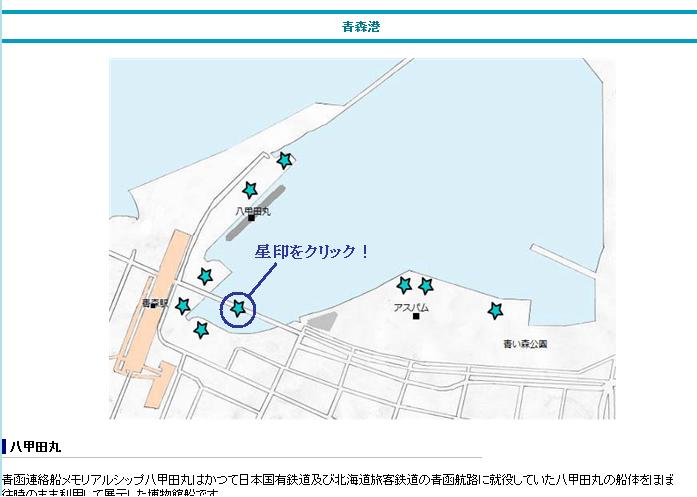 青森港
八甲田丸
星印をクリック！
青森駅
アスパム
青い森公園
八甲田丸
青函連絡船メモリアルシップ八甲田丸はかつて日本国有鉄道及び北海道旅客鉄道の青函航路に就役していた八甲田丸の船体をほぼ
往時のまま利用して展示した博物館船です